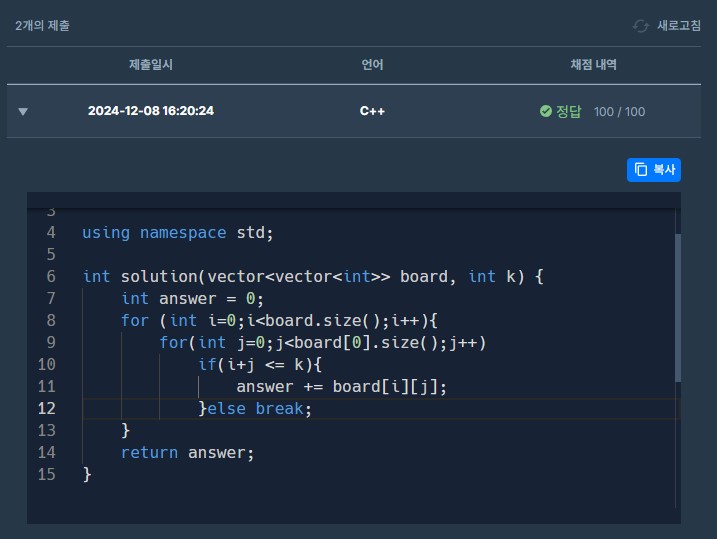 2개의 제출
새로고침
제출일시 언어 채점 내역
2024-12-08 16:20:24 C++ 정답 100 / 100
복사
3
4 using namespace std;
5
6 int solution(vector<vector<int>> board, int k) {
7 int answer = 0;
8 for (int i=0;i<board.size();i++){
9 for(int j=0;j<board[0].size();j++)
10 if(i+j <= k){
11 answer += board[i][j];
12 }else break;
13 }
14 return answer;
15 }